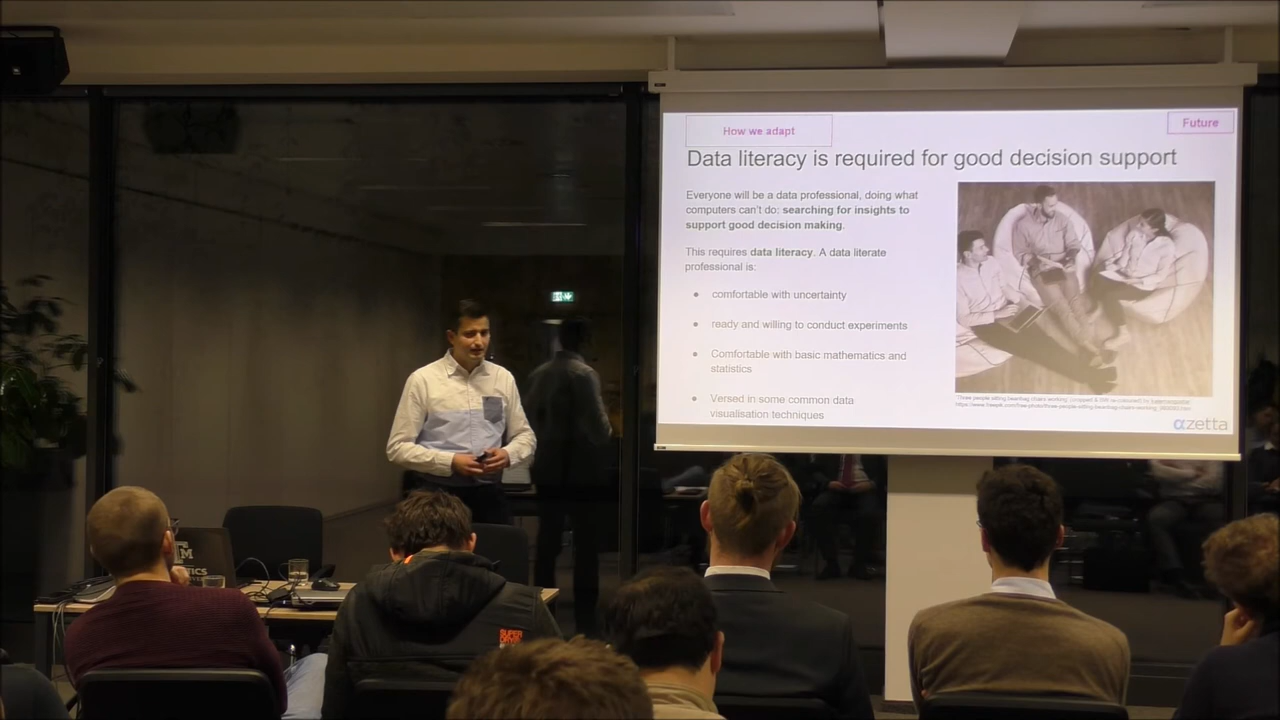 How we adapt
Future
Data literacy is required for good decision support
Everyone will be a data professional, doing what
computers can't do: searching for insights to
support good decision making.
This requires data literacy. A data literate
professional is:
● comfortable with uncertainty
● ready and willing to conduct experiments
● Comfortable with basic mathematics and
statistics
● Versed in some common data
visualisation techniques
αzetta
SUPER